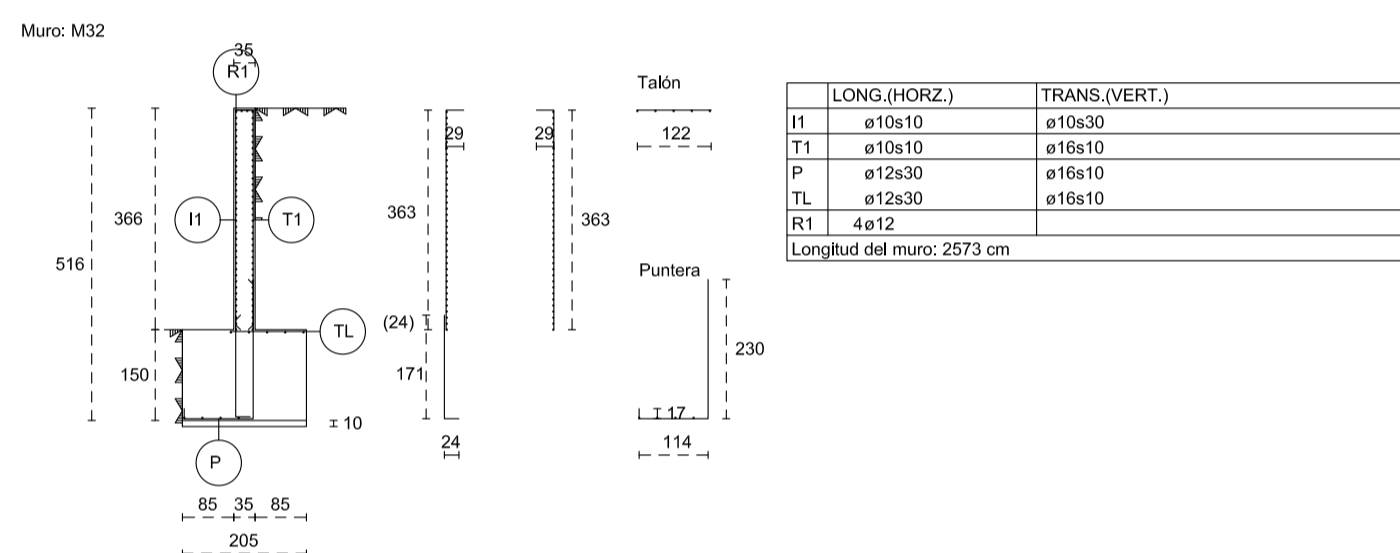 Muro: M32
35
R1
Talón
29
29
122
366
I1
T1
363
363
516
Puntera
TL
(24)
230
150
171
17
10
114
24
P
85 35 85
205
LONG.(HORZ.) TRANS.(VERT.)
I1 ø10s10 ø10s30
T1 ø10s10 ø16s10
P ø12s30 ø16s10
TL ø12s30 ø16s10
R1 4ø12
Longitud del muro: 2573 cm